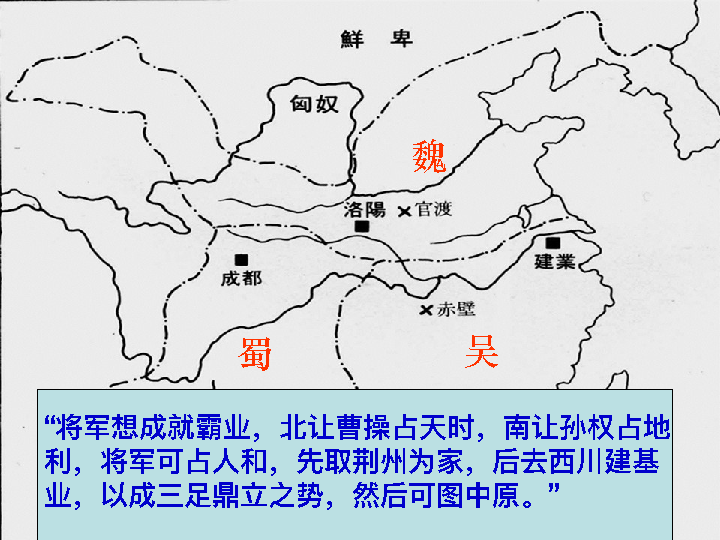 鮮 卑
匈奴
魏
洛陽
官渡
建業
成都
赤壁
蜀
吴
“将军想成就霸业，北让曹操占天时，南让孙权占地
利，将军可占人和，先取荆州为家，后去西川建基
业，以成三足鼎立之势，然后可图中原。”